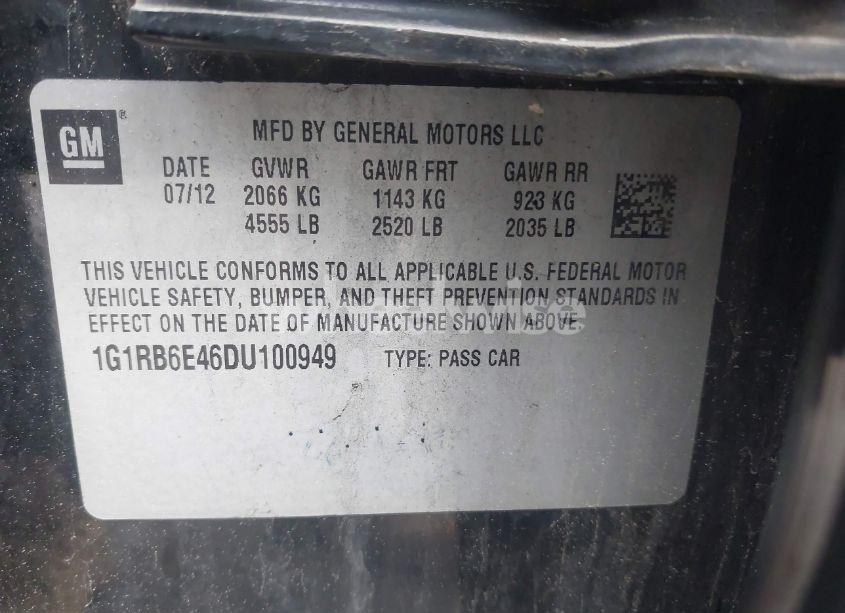 GM ®
MFD BY GENERAL MOTORS LLC
DATE GVWR GAWR FRT GAWR RR
07/12 2066 KG 1143 KG 923 KG
4555 LB 2520 LB 2035 LB
THIS VEHICLE CONFORMS TO ALL APPLICABLE U.S. FEDERAL MOTOR
VEHICLE SAFETY, BUMPER, AND THEFT PREVENTION STANDARDS IN
EFFECT ON THE DATE OF MANUFACTURE SHOWN ABOVE.
1G1RB6E46DU100949 TYPE: PASS CAR